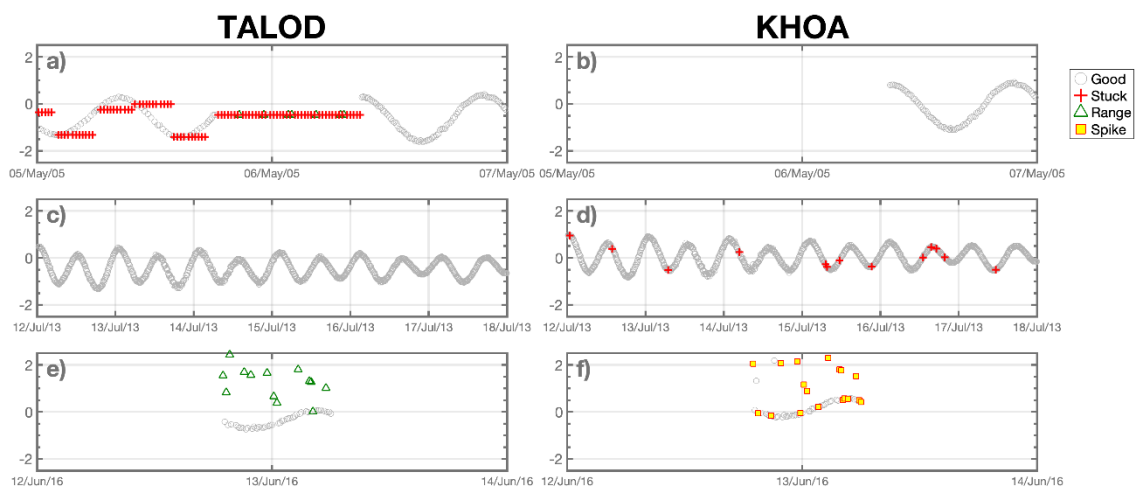 TALOD KHOA
a) b)
2 2
0 0
-2 -2
05/May/05 06/May/05 07/May/05 05/May/05 06/May/05 07/May/05
Good
Stuck
Range
Spike
c) d)
2 2
0 0
-2 -2
12/Jul/13 13/Jul/13 14/Jul/13 15/Jul/13 16/Jul/13 17/Jul/13 18/Jul/13 12/Jul/13 13/Jul/13 14/Jul/13 15/Jul/13 16/Jul/13 17/Jul/13 18/Jul/13
e) f)
2 2
0 0
-2 -2
12/Jun/16 13/Jun/16 14/Jun/16 12/Jun/16 13/Jun/16 14/Jun/16